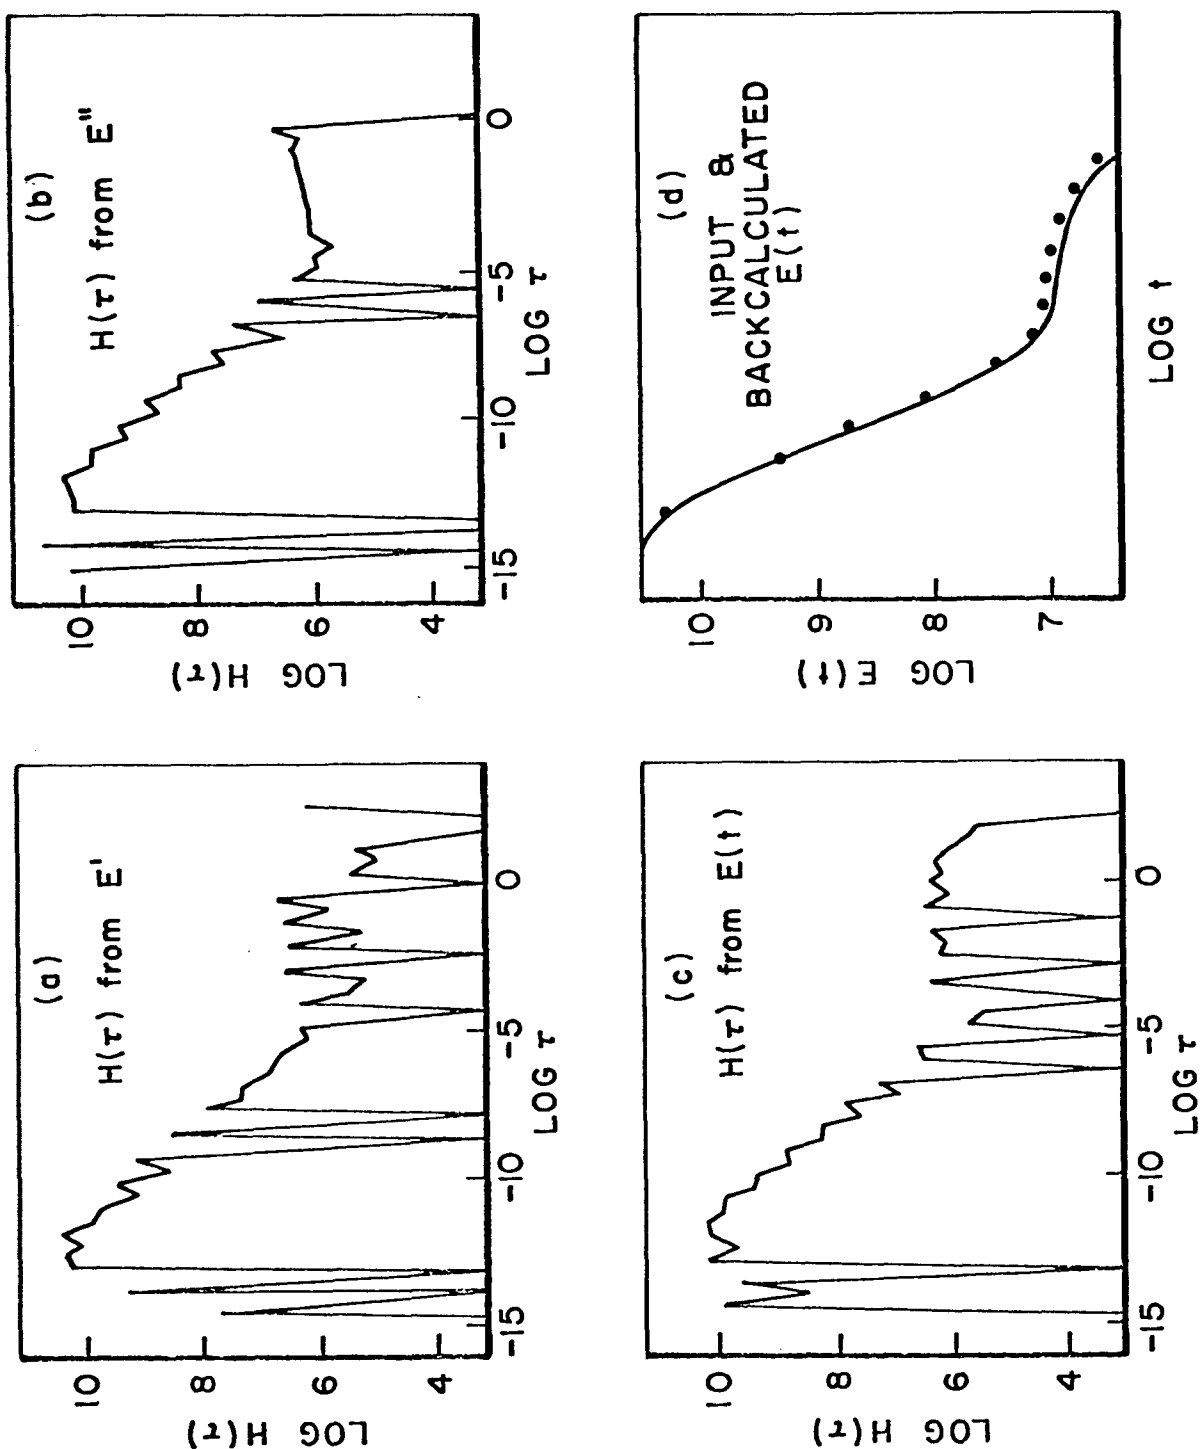 (a)
H(τ) from E'
LOG H(τ)
10
8
6
4
-15
-10
-5
0
LOG τ
(b)
H(τ) from E"
LOG H(τ)
10
8
6
4
-15
-10
-5
0
LOG τ
(c)
H(τ) from E(t)
LOG H(τ)
10
8
6
4
-15
-10
-5
0
LOG τ
(d)
INPUT &
BACKCALCULATED
E(t)
LOG E(t)
10
9
8
7
LOG t